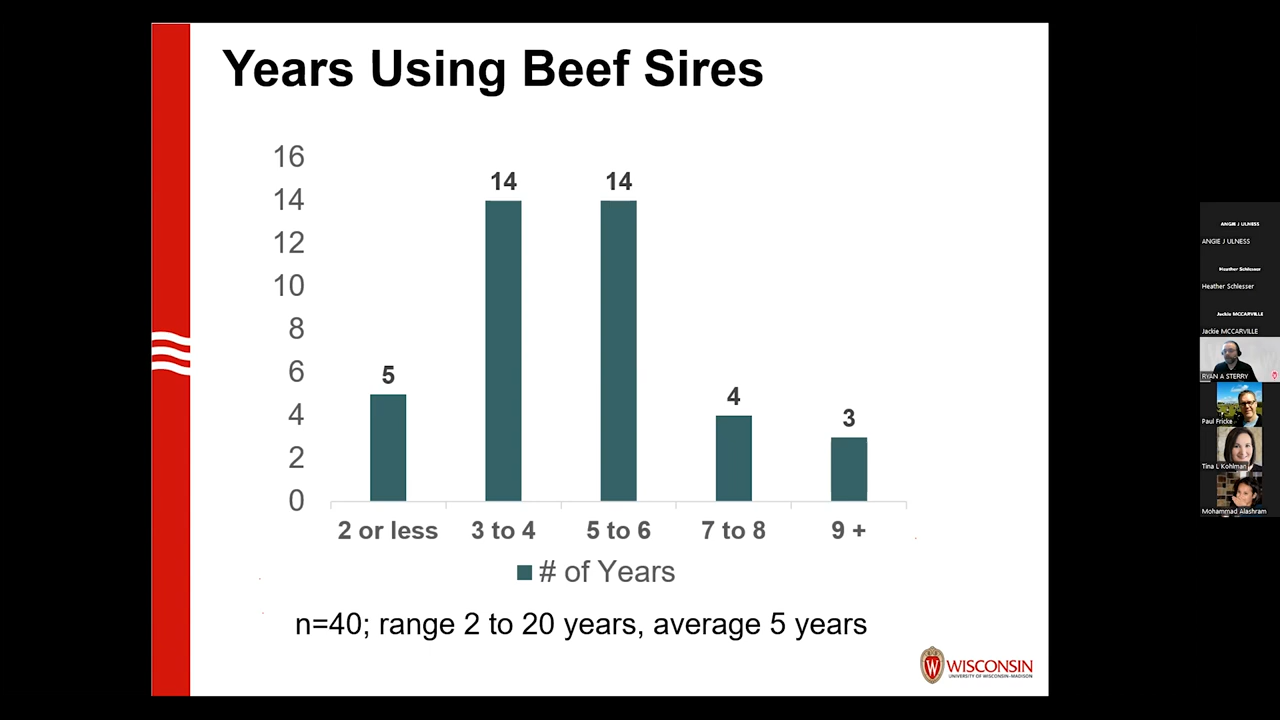 Years Using Beef Sires
16
14
12
10
8
6
4
2
0
5
14
14
4
3
2 or less
3 to 4
5 to 6
7 to 8
9 +
# of Years
n=40; range 2 to 20 years, average 5 years
W
WISCONSIN
UNIVERSITY OF WISCONSIN–MADISON
ANGIE J ULNESS
ANGIE J ULNESS
Heather Schlesser
Heather Schlesser
Jackie MCCARVILLE
Jackie MCCARVILLE
RYAN A STERRY
Paul Fricke
Tina L Kohlman
Mohammad Alashram